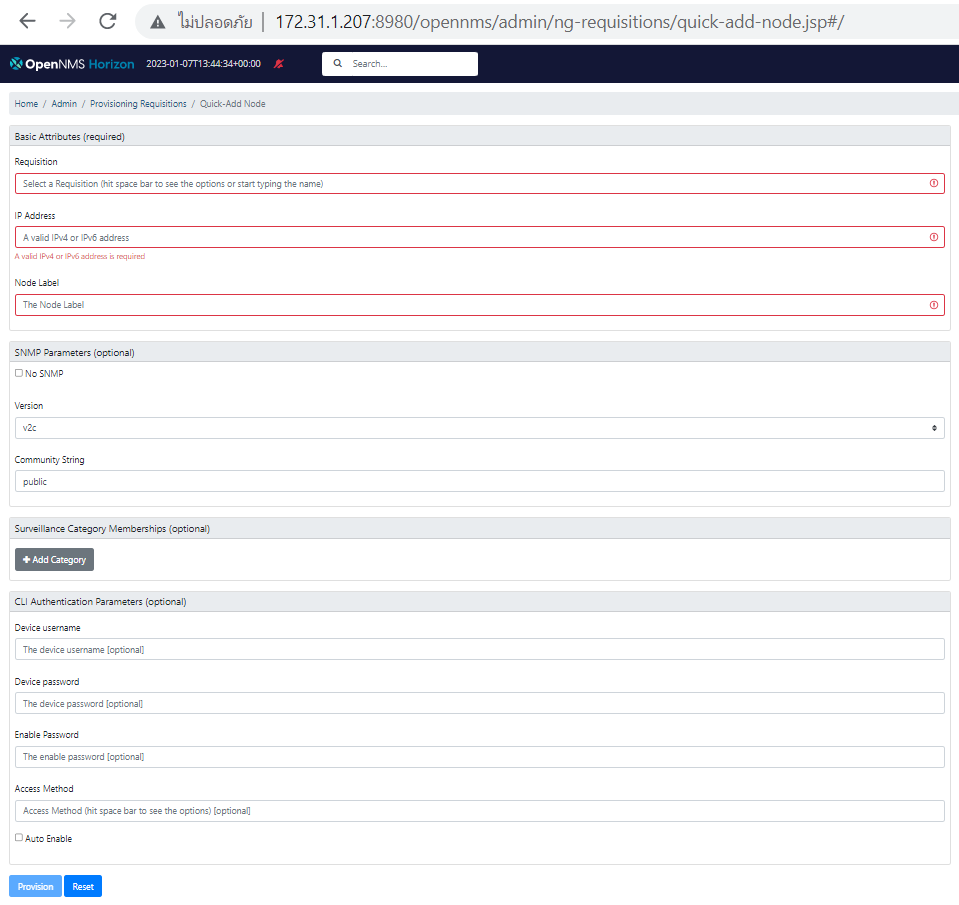 ไม่ปลอดภัย | 172.31.1.207:8980/opennms/admin/ng-requisitions/quick-add-node.jsp#/
OpenNMS Horizon 2023-01-07T13:44:34+00:00 Search...
Home / Admin / Provisioning Requisitions / Quick-Add Node
Basic Attributes (required)
Requisition
Select a Requisition (hit space bar to see the options or start typing the name)
IP Address
A valid IPv4 or IPv6 address
A valid IPv4 or IPv6 address is required
Node Label
The Node Label
SNMP Parameters (optional)
No SNMP
Version
v2c
Community String
public
Surveillance Category Memberships (optional)
Add Category
CLI Authentication Parameters (optional)
Device username
The device username [optional]
Device password
The device password [optional]
Enable Password
The enable password [optional]
Access Method
Access Method (hit space bar to see the options) [optional]
Auto Enable
Provision Reset